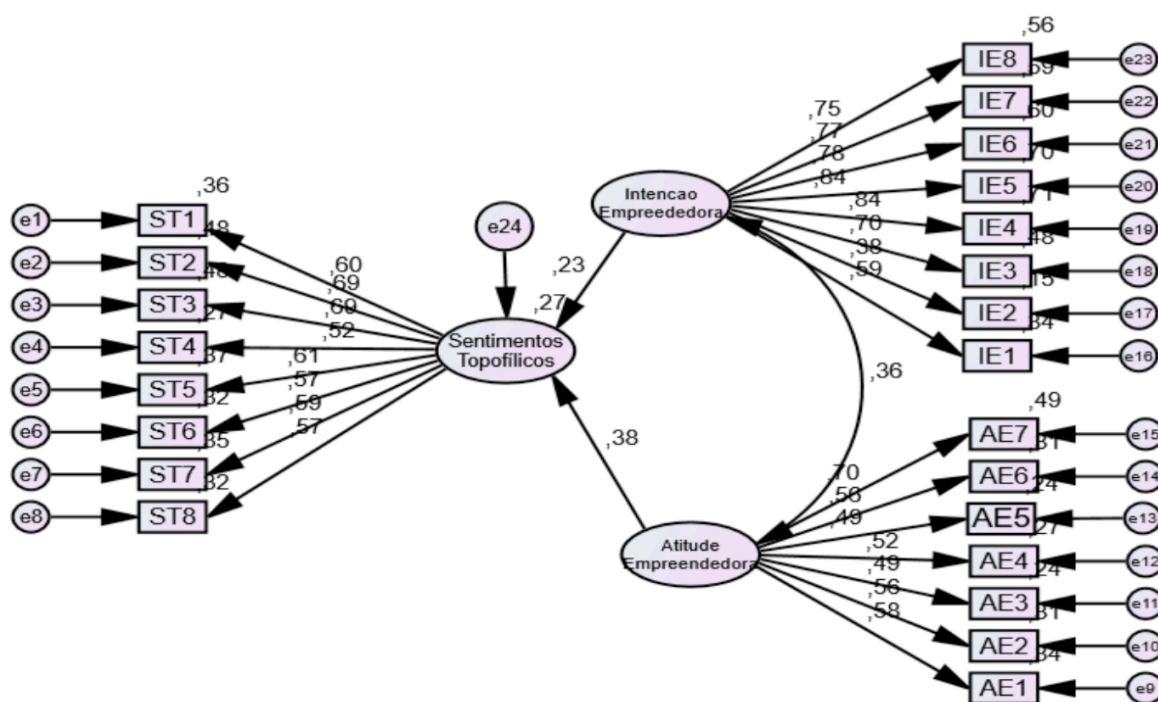 ,36
e1
ST1
,48
e2
ST2
,48
e3
ST3
,27
e4
ST4
,37
e5
ST5
,32
e6
ST6
,35
e7
ST7
,32
e8
ST8
,60
,69
,69
,52
,61
,57
,59
,57
e24
,27
Sentimentos
Topofílicos
,23
,38
Intencao
Empreededora
,36
Atitude
Empreendedora
,75
,77
,78
,84
,84
,70
,38
,59
,56
IE8
e23
,59
IE7
e22
,60
IE6
e21
,70
IE5
e20
,71
IE4
e19
,48
IE3
e18
,15
IE2
e17
,34
IE1
e16
,70
,56
,49
,52
,49
,56
,58
,49
AE7
e15
,31
AE6
e14
,24
AE5
e13
,27
AE4
e12
,24
AE3
e11
,31
AE2
e10
,34
AE1
e9